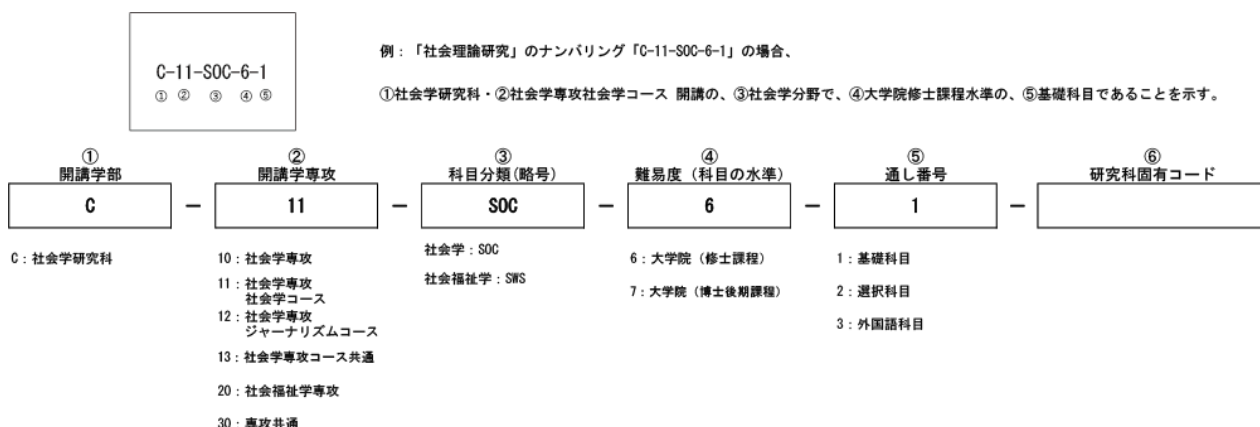 C-11-SOC-6-1
① ② ③ ④ ⑤
例：「社会理論研究」のナンバリング「C-11-SOC-6-1」の場合、
①社会学研究科・②社会学専攻社会学コース 開講の、③社会学分野で、④大学院修士課程水準の、⑤基礎科目であることを示す。
① ② ③ ④ ⑤ ⑥
開講学部 開講学専攻 科目分類(略号) 難易度（科目の水準） 通し番号 研究科固有コード
C － 11 － SOC － 6 － 1 －
C：社会学研究科
10：社会学専攻
11：社会学専攻
社会学コース
12：社会学専攻
ジャーナリズムコース
13：社会学専攻コース共通
20：社会福祉学専攻
30：専攻共通
社会学：SOC
社会福祉学：SWS
6：大学院（修士課程）
7：大学院（博士後期課程）
1：基礎科目
2：選択科目
3：外国語科目